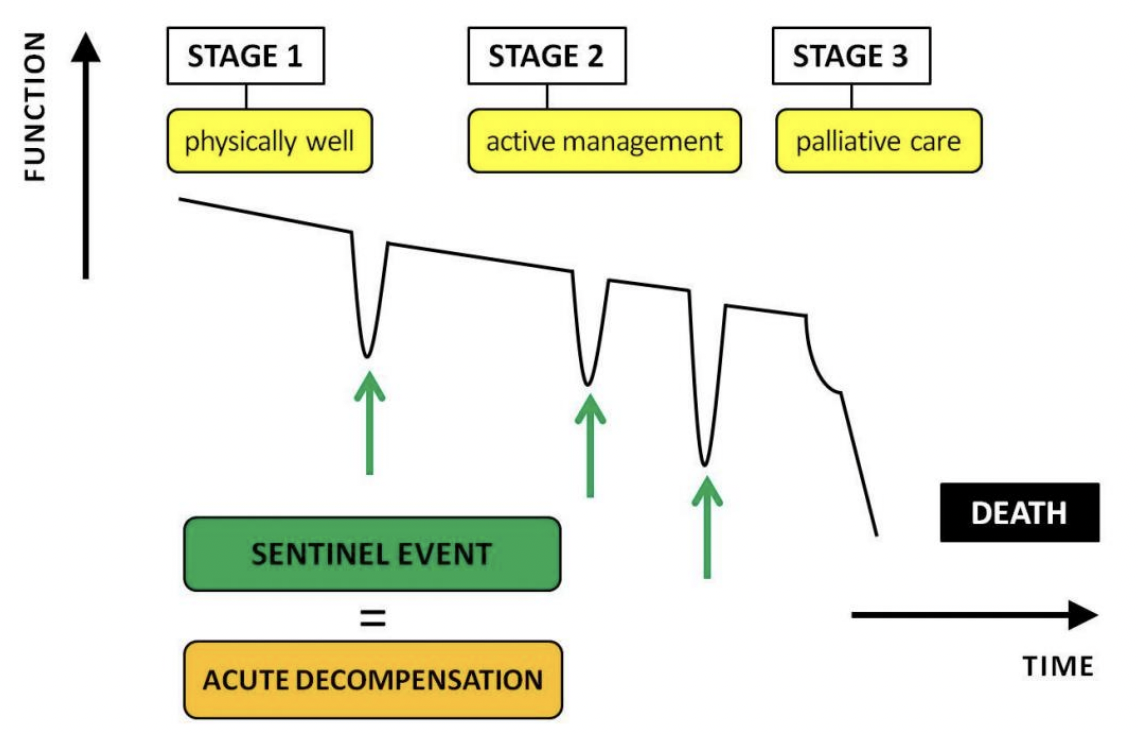 FUNCTION
STAGE 1
STAGE 2
STAGE 3
physically well
active management
palliative care
SENTINEL EVENT
=
ACUTE DECOMPENSATION
DEATH
TIME